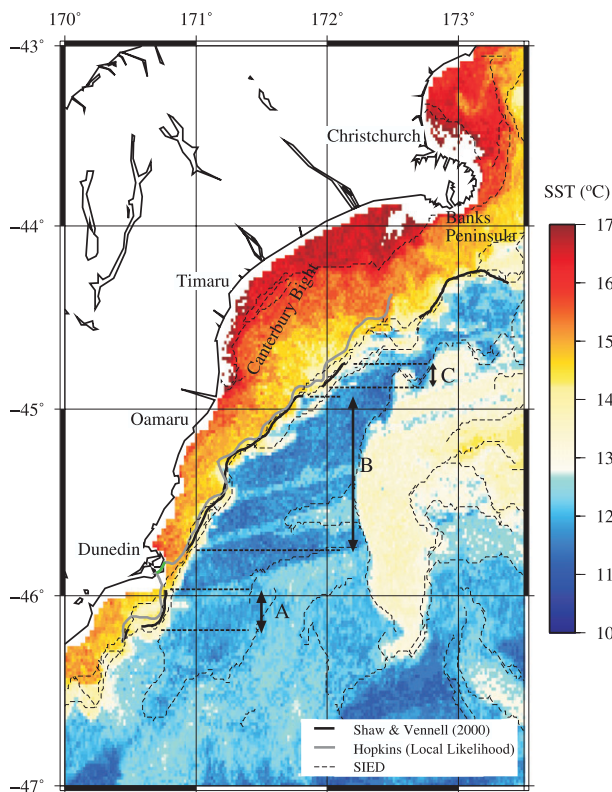 170° 171° 172° 173°
−43°
Christchurch
SST (°C)
−44°
Banks
Peninsula
17
Timaru
16
Canterbury Bight
15
C
−45°
14
Oamaru
13
B
12
Dunedin
11
−46°
A
10
Shaw & Vennell (2000)
Hopkins (Local Likelihood)
SIED
−47°